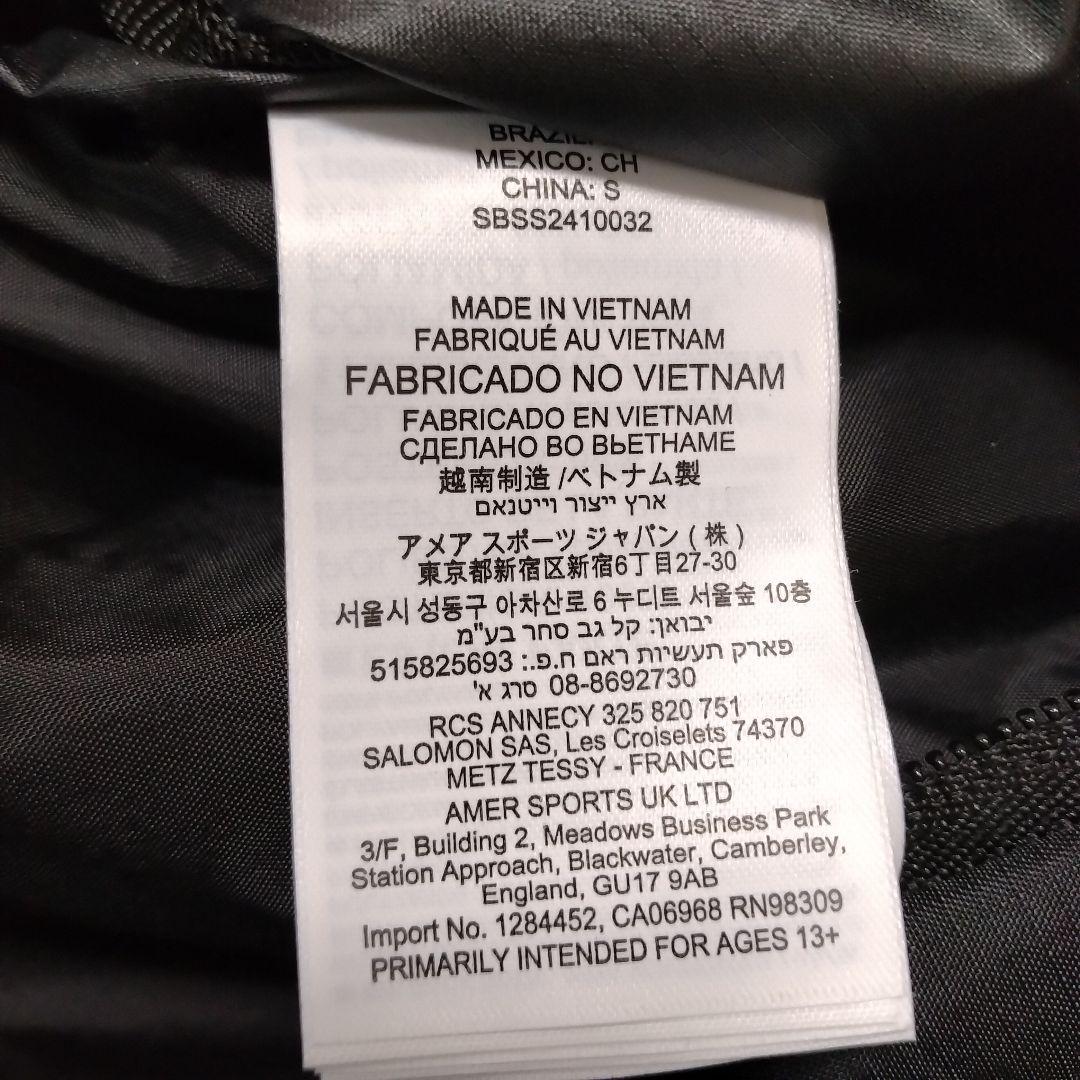 BRAZIL:
MEXICO: CH
CHINA: S
SBSS2410032
MADE IN VIETNAM
FABRIQUÉ AU VIETNAM
FABRICADO NO VIETNAM
FABRICADO EN VIETNAM
СДЕЛАНО ВО ВЬЕТНАМЕ
越南制造 /ベトナム製
ארץ ייצור וייטנאם
アメア スポーツ ジャパン ( 株 )
東京都新宿区新宿6丁目27-30
서울시 성동구 아차산로 6 누디트 서울숲 10층
יבואן: קל גב סחר בע"מ
פארק תעשיות ראם ח.פ.: 515825693
08-8692730 סרג א'
RCS ANNECY 325 820 751
SALOMON SAS, Les Croiselets 74370
METZ TESSY - FRANCE
AMER SPORTS UK LTD
3/F, Building 2, Meadows Business Park
Station Approach, Blackwater, Camberley,
England, GU17 9AB
Import No. 1284452, CA06968 RN98309
PRIMARILY INTENDED FOR AGES 13+